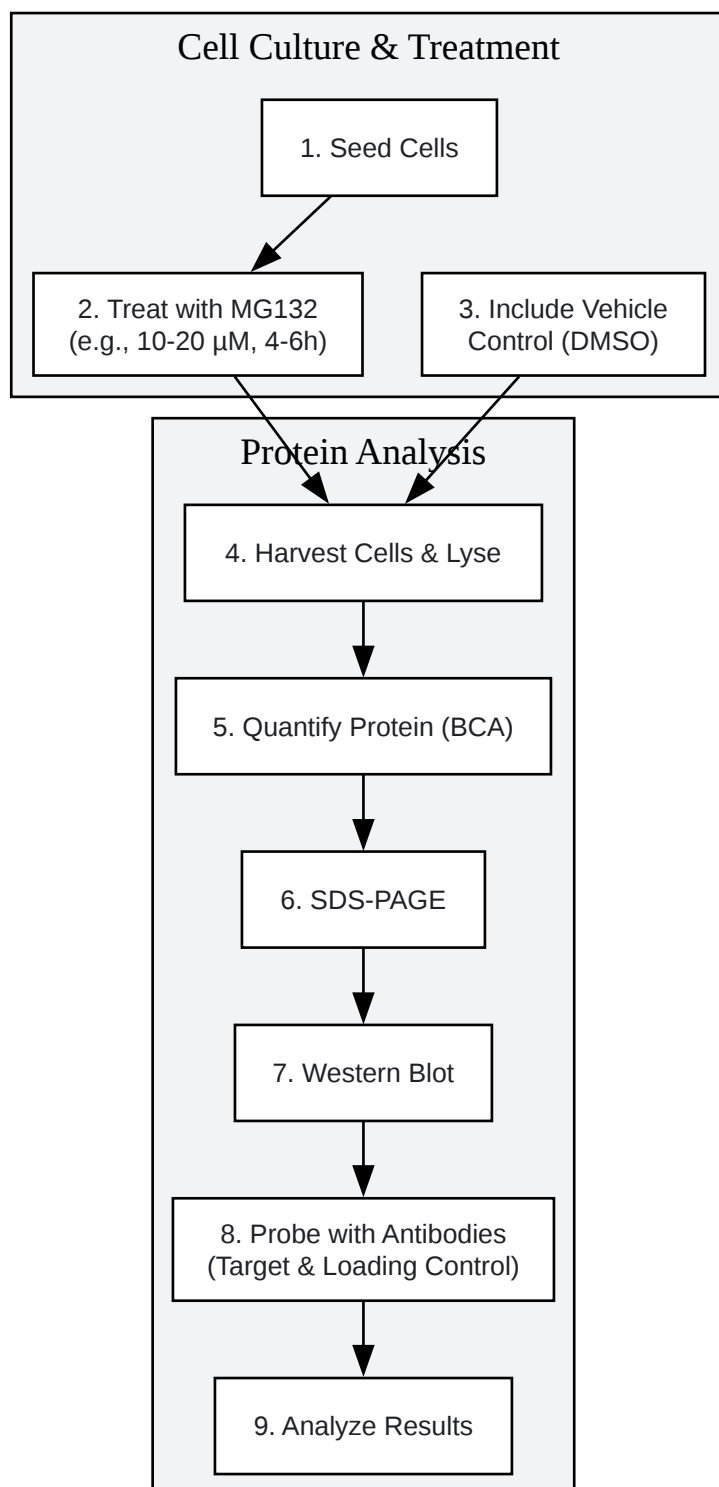 Cell Culture & Treatment
1. Seed Cells
2. Treat with MG132
(e.g., 10-20 µM, 4-6h)
3. Include Vehicle
Control (DMSO)
Protein Analysis
4. Harvest Cells & Lyse
5. Quantify Protein (BCA)
6. SDS-PAGE
7. Western Blot
8. Probe with Antibodies
(Target & Loading Control)
9. Analyze Results